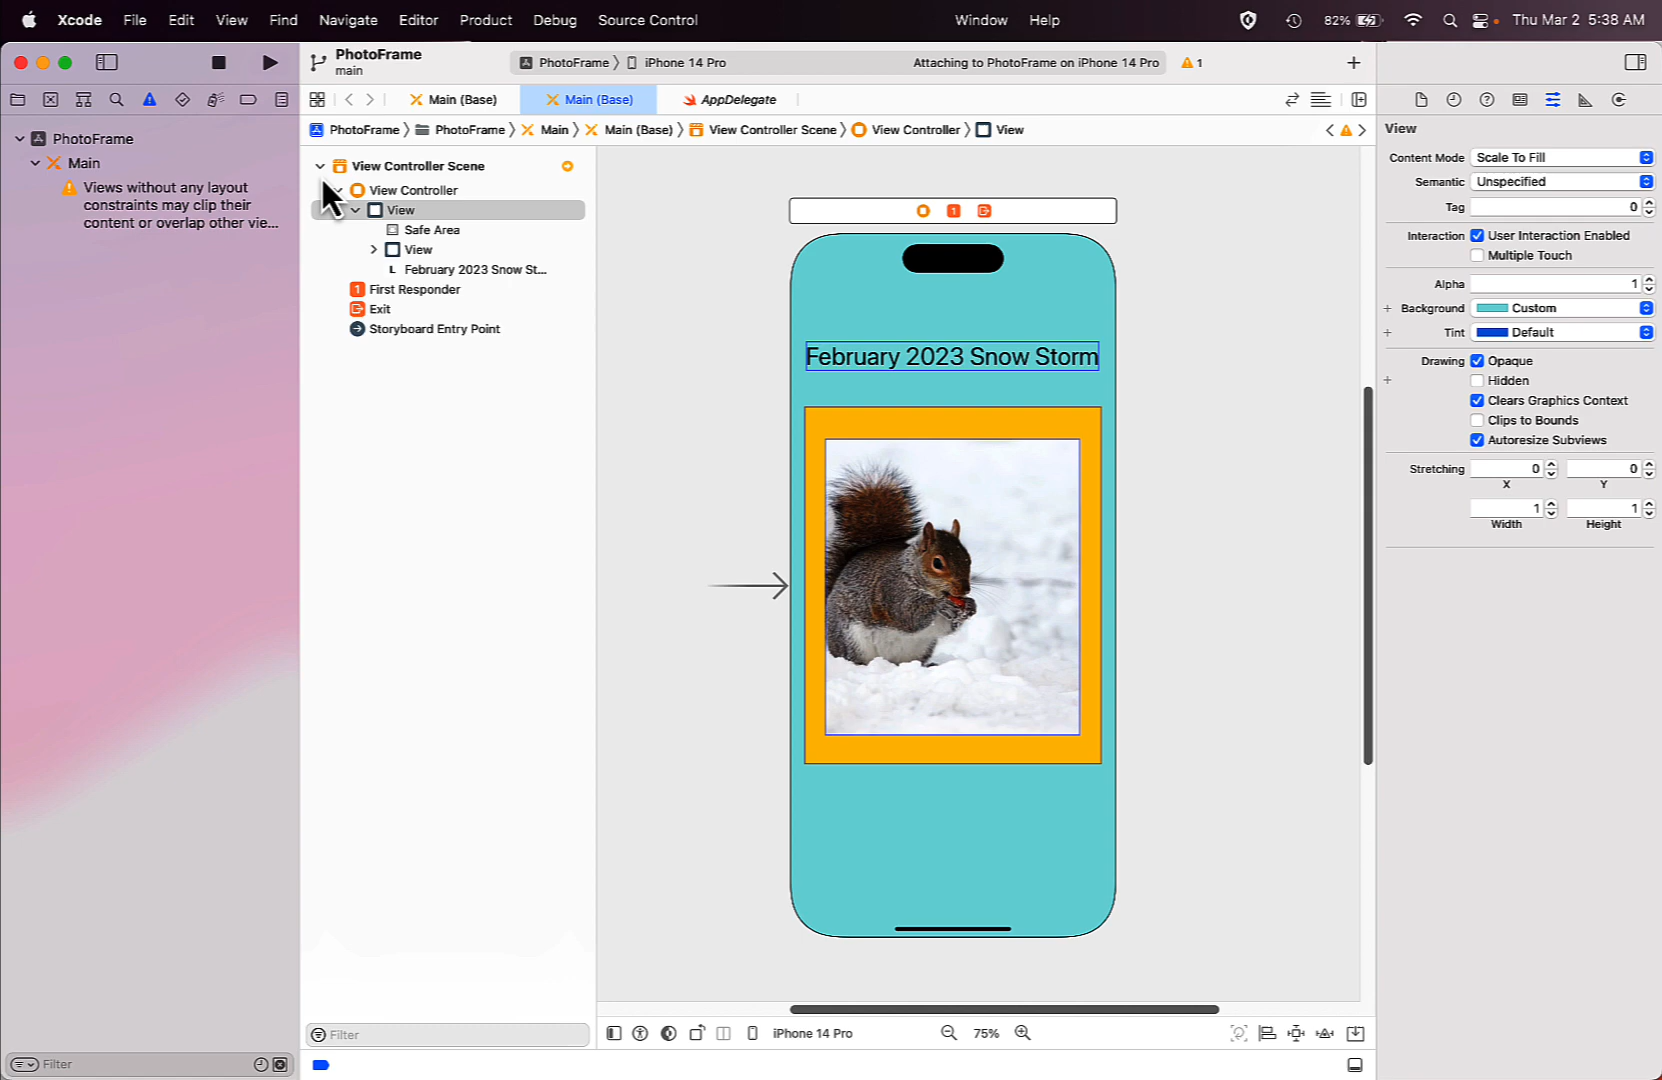 Xcode File Edit View Find Navigate Editor Product Debug Source Control Window Help 82% Thu Mar 2 5:38 AM
PhotoFrame
main
PhotoFrame iPhone 14 Pro Attaching to PhotoFrame on iPhone 14 Pro 1
Main (Base) Main (Base) AppDelegate
PhotoFrame PhotoFrame Main Main (Base) View Controller Scene View Controller View
PhotoFrame
Main
Views without any layout
constraints may clip their
content or overlap other vie...
Filter
View Controller Scene
View Controller
View
Safe Area
View
L February 2023 Snow St...
1 First Responder
Exit
Storyboard Entry Point
Filter
1
February 2023 Snow Storm
iPhone 14 Pro 75%
View
Content Mode Scale To Fill
Semantic Unspecified
Tag 0
Interaction User Interaction Enabled
Multiple Touch
Alpha 1
Background Custom
Tint Default
Drawing Opaque
Hidden
Clears Graphics Context
Clips to Bounds
Autoresize Subviews
Stretching 0 0
X Y
1 1
Width Height